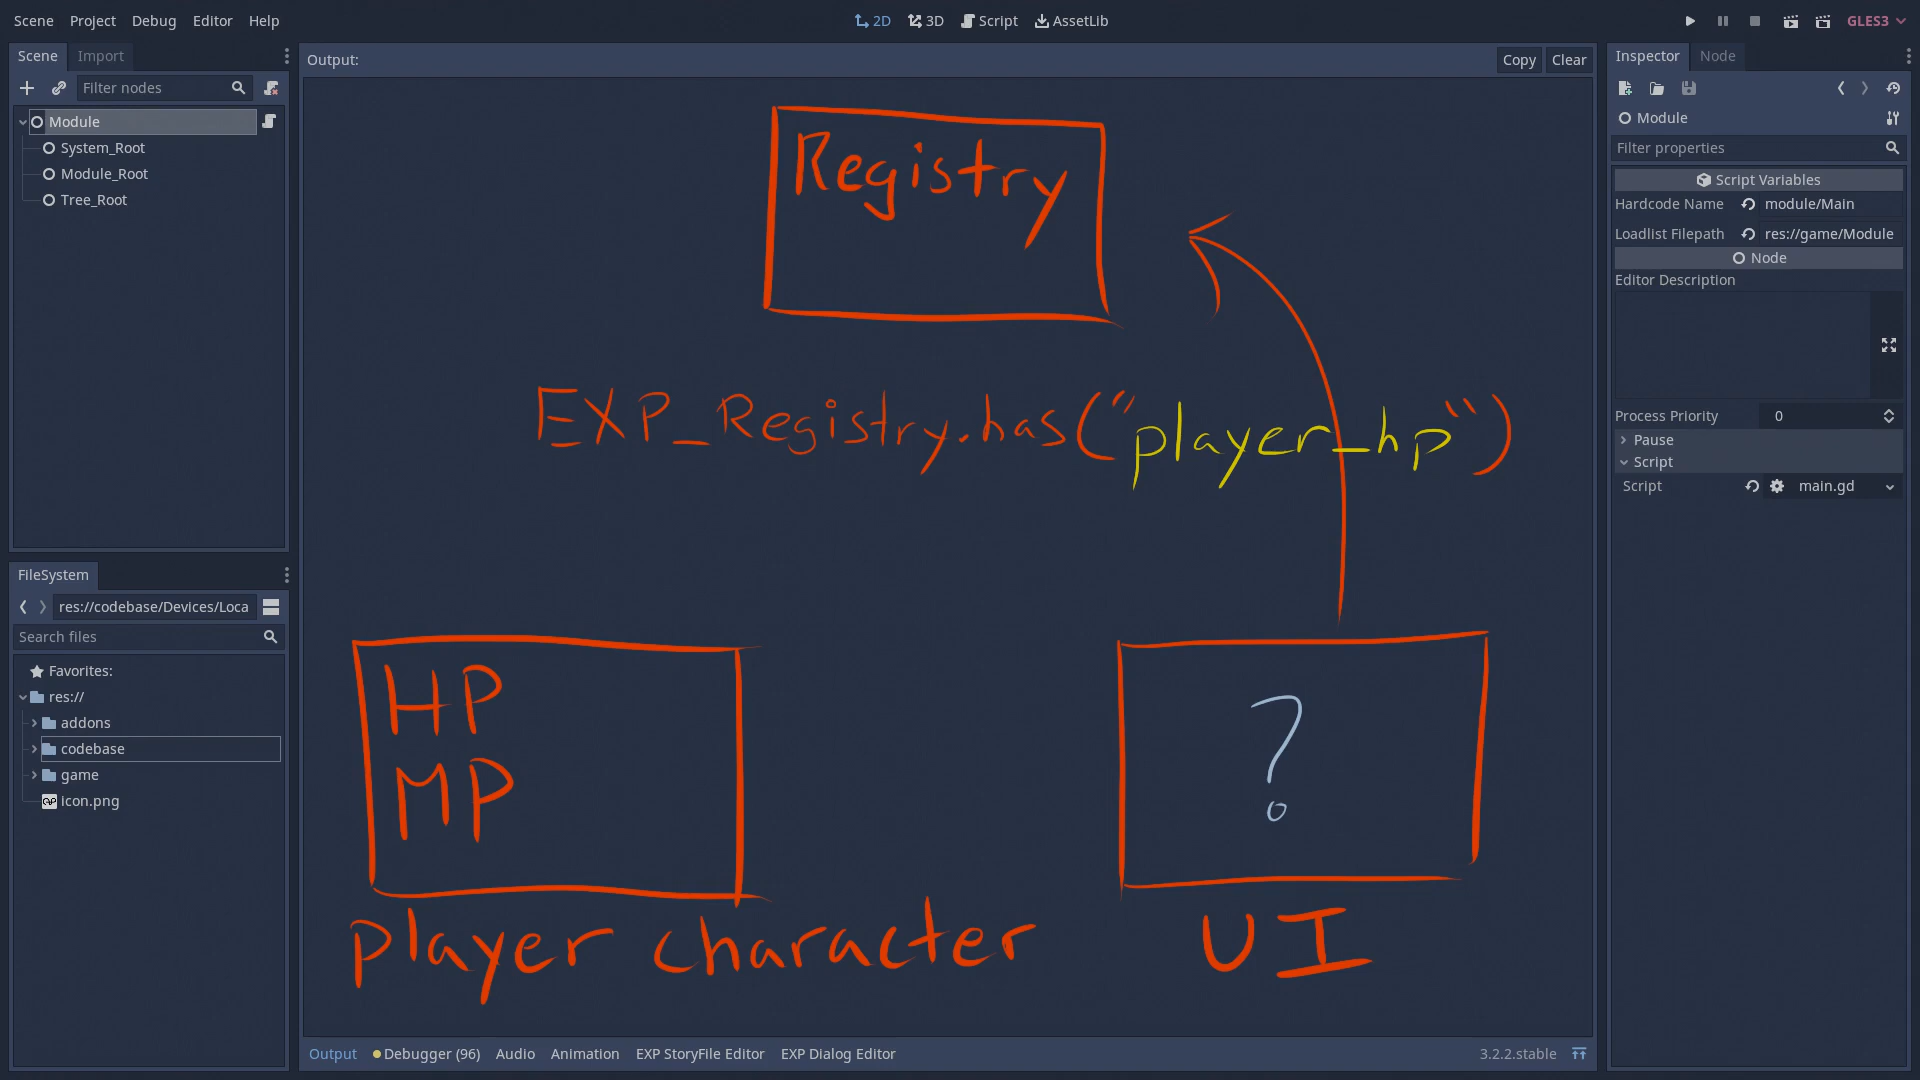 Scene Project Debug Editor Help
2D 3D Script AssetLib
GLES3
Scene Import
Filter nodes
Module
System_Root
Module_Root
Tree_Root
FileSystem
res://codebase/Devices/Loca
Search files
Favorites:
res://
addons
codebase
game
icon.png
Output:
Copy Clear
Registry
EXP_Registry.has("player_hp")
HP
MP
player character
?
UI
Output Debugger (96) Audio Animation EXP StoryFile Editor EXP Dialog Editor
3.2.2.stable
Inspector Node
Module
Filter properties
Script Variables
Hardcode Name module/Main
Loadlist Filepath res://game/Module
Node
Editor Description
Process Priority 0
Pause
Script
Script main.gd